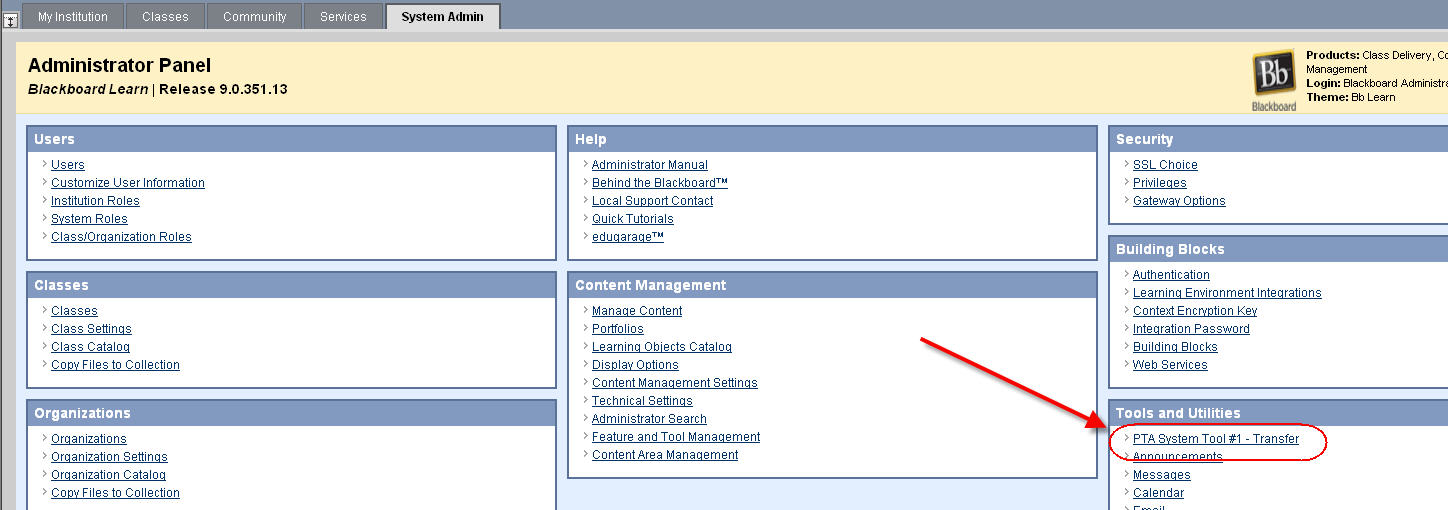 My Institution
Classes
Community
Services
System Admin
Administrator Panel
Blackboard Learn | Release 9.0.351.13
Bb
Blackboard
Products: Class Delivery, Co
Management
Login: Blackboard Administra
Theme: Bb Learn
Users
Users
Customize User Information
Institution Roles
System Roles
Class/Organization Roles
Classes
Classes
Class Settings
Class Catalog
Copy Files to Collection
Organizations
Organizations
Organization Settings
Organization Catalog
Copy Files to Collection
Help
Administrator Manual
Behind the Blackboard™
Local Support Contact
Quick Tutorials
edugarage™
Content Management
Manage Content
Portfolios
Learning Objects Catalog
Display Options
Content Management Settings
Technical Settings
Administrator Search
Feature and Tool Management
Content Area Management
Security
SSL Choice
Privileges
Gateway Options
Building Blocks
Authentication
Learning Environment Integrations
Context Encryption Key
Integration Password
Building Blocks
Web Services
Tools and Utilities
PTA System Tool #1 - Transfer
Announcements
Messages
Calendar
Email